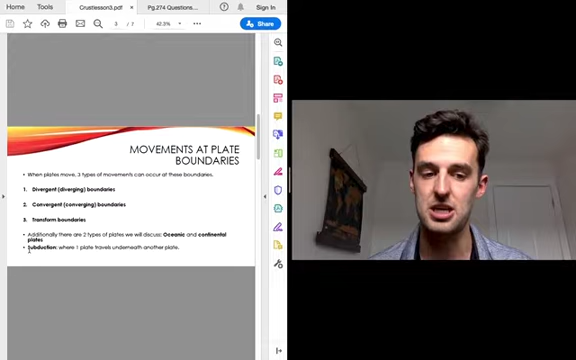 Home Tools Crustlesson3.pdf × Pg.274 Questions... Sign In
3 / 7 42.3% Share
MOVEMENTS AT PLATE
BOUNDARIES
• When plates move, 3 types of movements can occur at these boundaries.
1. Divergent (diverging) boundaries
2. Convergent (converging) boundaries
3. Transform boundaries
• Additionally there are 2 types of plates we will discuss: Oceanic and continental
plates
• Subduction: where 1 plate travels underneath another plate.